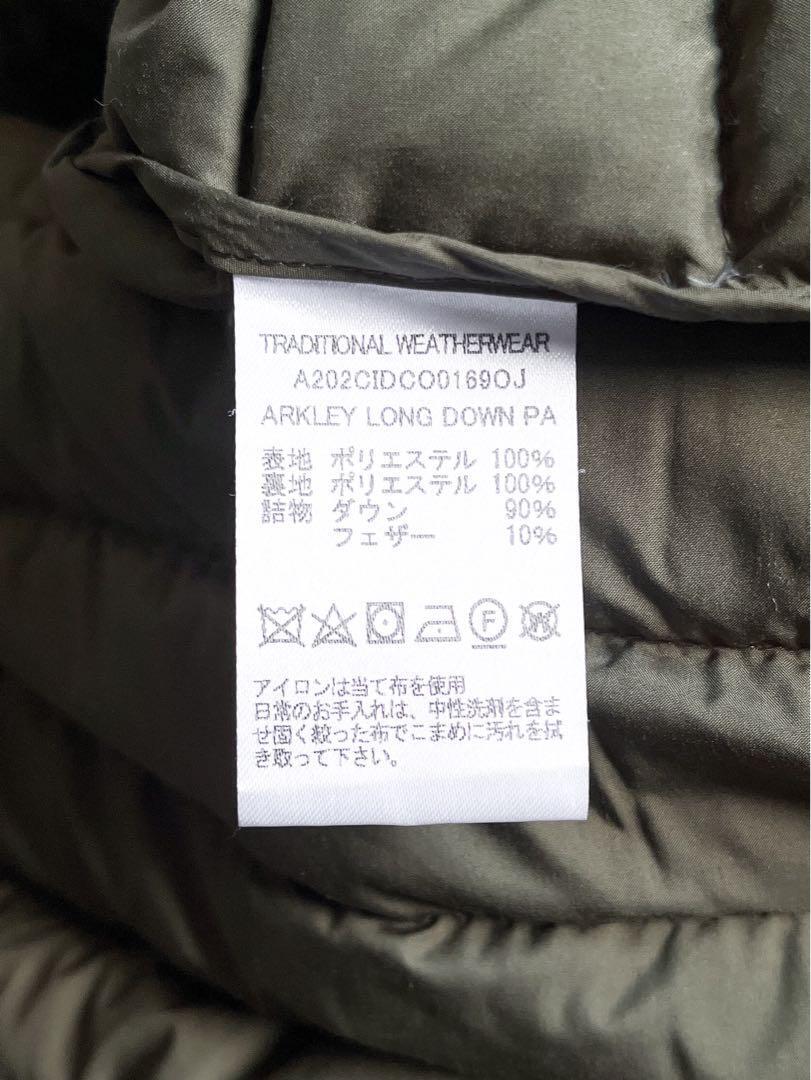 TRADITIONAL WEATHERWEAR
A202CIDCO0169OJ
ARKLEY LONG DOWN PA
表地 ポリエステル 100%
裏地 ポリエステル 100%
詰物 ダウン 90%
フェザー 10%
F W
アイロンは当て布を使用
日常のお手入れは、中性洗剤を含ま
せ固く絞った布でこまめに汚れを拭
き取って下さい。